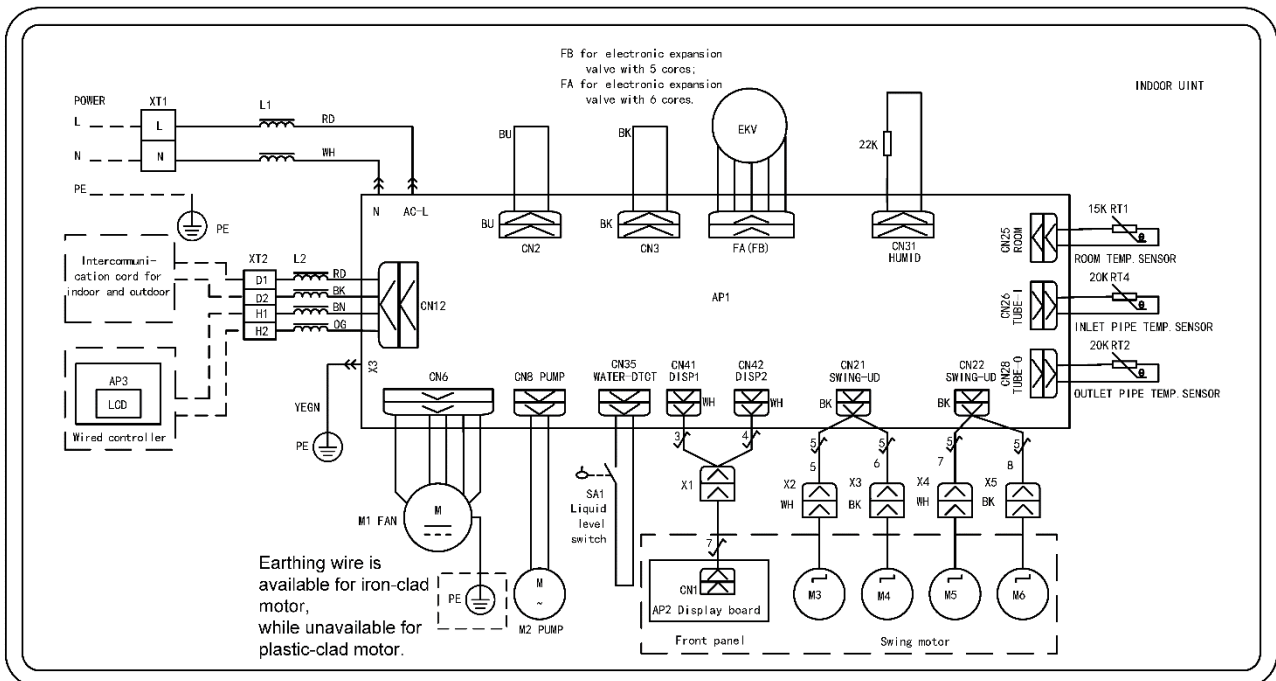 FB for electronic expansion
valve with 5 cores;
FA for electronic expansion
valve with 6 cores.
INDOOR UINT
POWER
XT1
L1
L
L
RD
N
N
WH
PE
PE
N
AC-L
BU
BU
CN2
BK
BK
CN3
EKV
FA(FB)
22K
CN31
HUMID
AP1
CN25
ROOM
15K RT1
ROOM TEMP. SENSOR
CN26
TUBE-I
20K RT4
INLET PIPE TEMP. SENSOR
CN28
TUBE-O
20K RT2
OUTLET PIPE TEMP. SENSOR
Intercommuni-
cation cord for
indoor and outdoor
XT2
L2
D1
RD
D2
BK
H1
BN
H2
OG
CN12
AP3
LCD
Wired controller
X3
YEGN
PE
CN6
CN8 PUMP
CN35
WATER-DTCT
CN41
DISP1
CN42
DISP2
CN21
SWING-UD
CN22
SWING-UD
WH
WH
BK
BK
3
4
5
5
5
5
5
6
7
8
X1
X2
WH
X3
BK
X4
WH
X5
BK
M1 FAN
M
SA1
Liquid
level
switch
7
Earthing wire is
available for iron-clad
motor,
while unavailable for
plastic-clad motor.
PE
M
~
M2 PUMP
CN1
AP2 Display board
Front panel
M3
M4
M5
M6
Swing motor